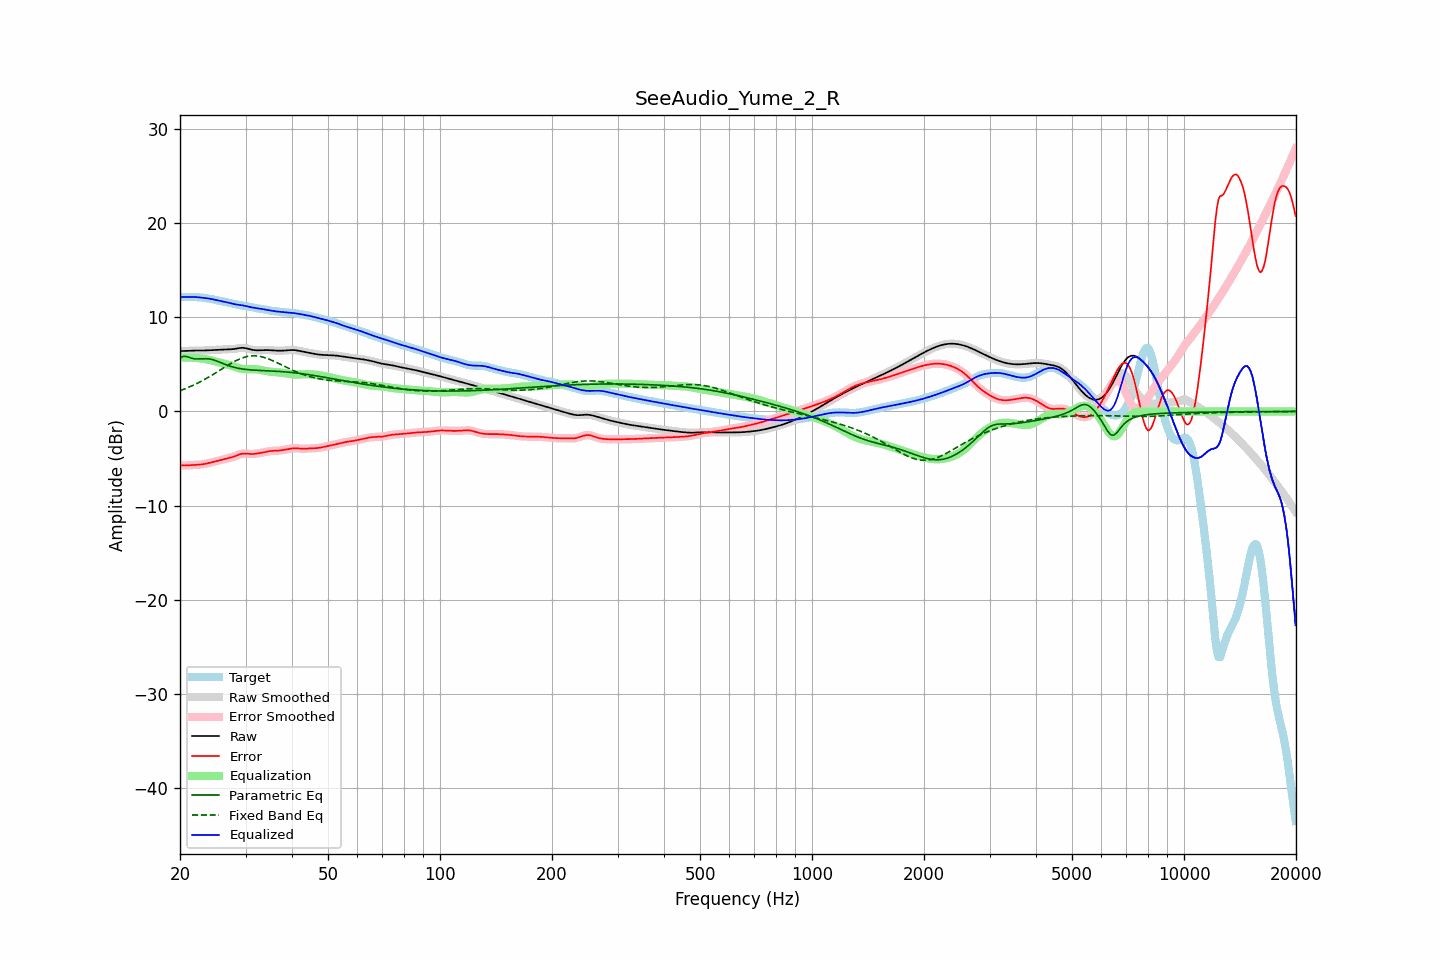 SeeAudio_Yume_2_R
30
20
10
0
−10
−20
−30
−40
Amplitude (dBr)
Target
Raw Smoothed
Error Smoothed
Raw
Error
Equalization
Parametric Eq
Fixed Band Eq
Equalized
20 50 100 200 500 1000 2000 5000 10000 20000
Frequency (Hz)